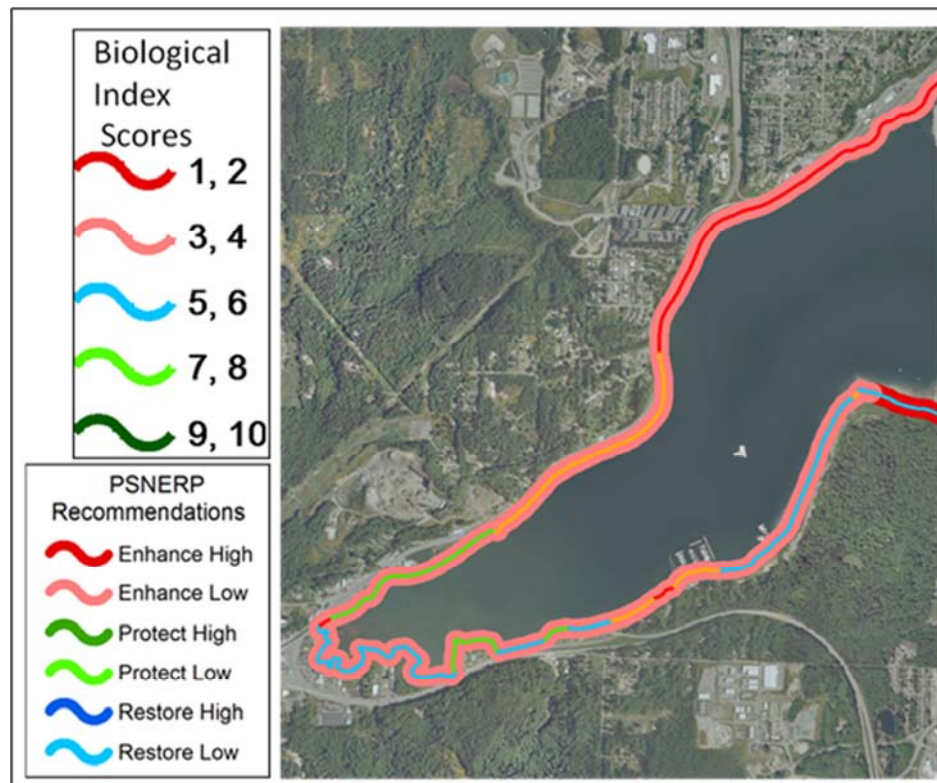 Biological
Index
Scores
1, 2
3, 4
5, 6
7, 8
9, 10
PSNERP
Recommendations
Enhance High
Enhance Low
Protect High
Protect Low
Restore High
Restore Low